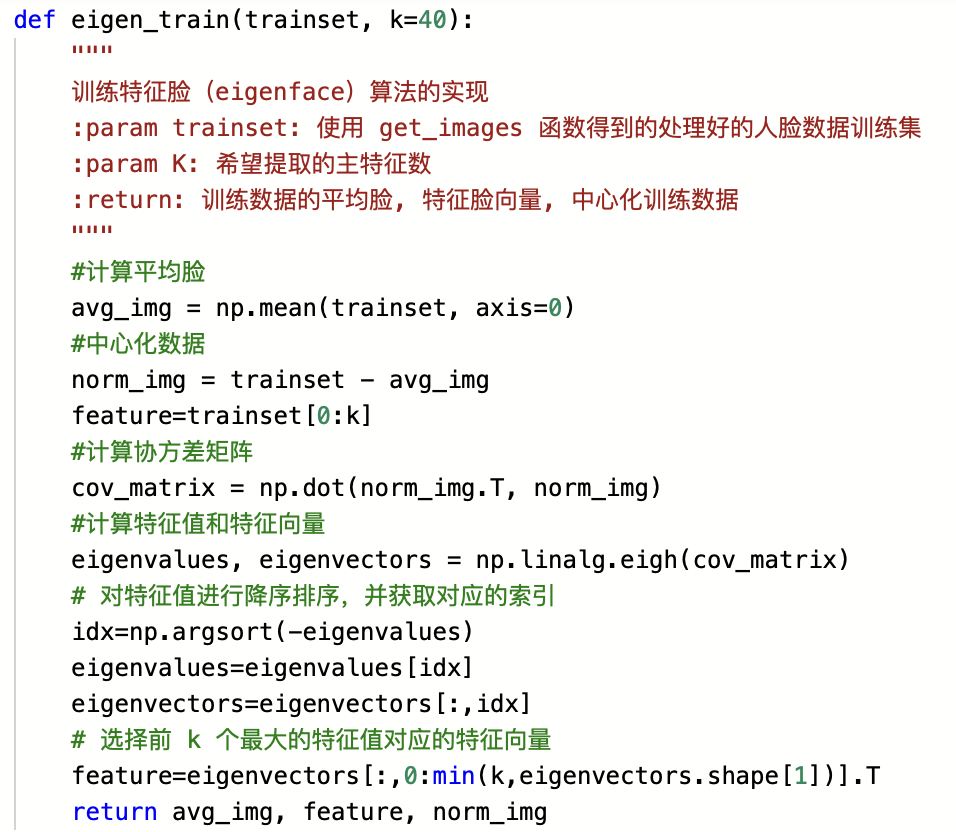 def eigen_train(trainset, k=40):
    """
    训练特征脸（eigenface）算法的实现
    :param trainset: 使用 get_images 函数得到的处理好的人脸数据训练集
    :param K: 希望提取的主特征数
    :return: 训练数据的平均脸, 特征脸向量, 中心化训练数据
    """
    #计算平均脸
    avg_img = np.mean(trainset, axis=0)
    #中心化数据
    norm_img = trainset - avg_img
    feature=trainset[0:k]
    #计算协方差矩阵
    cov_matrix = np.dot(norm_img.T, norm_img)
    #计算特征值和特征向量
    eigenvalues, eigenvectors = np.linalg.eigh(cov_matrix)
    # 对特征值进行降序排序，并获取对应的索引
    idx=np.argsort(-eigenvalues)
    eigenvalues=eigenvalues[idx]
    eigenvectors=eigenvectors[:,idx]
    # 选择前 k 个最大的特征值对应的特征向量
    feature=eigenvectors[:,0:min(k,eigenvectors.shape[1])].T
    return avg_img, feature, norm_img